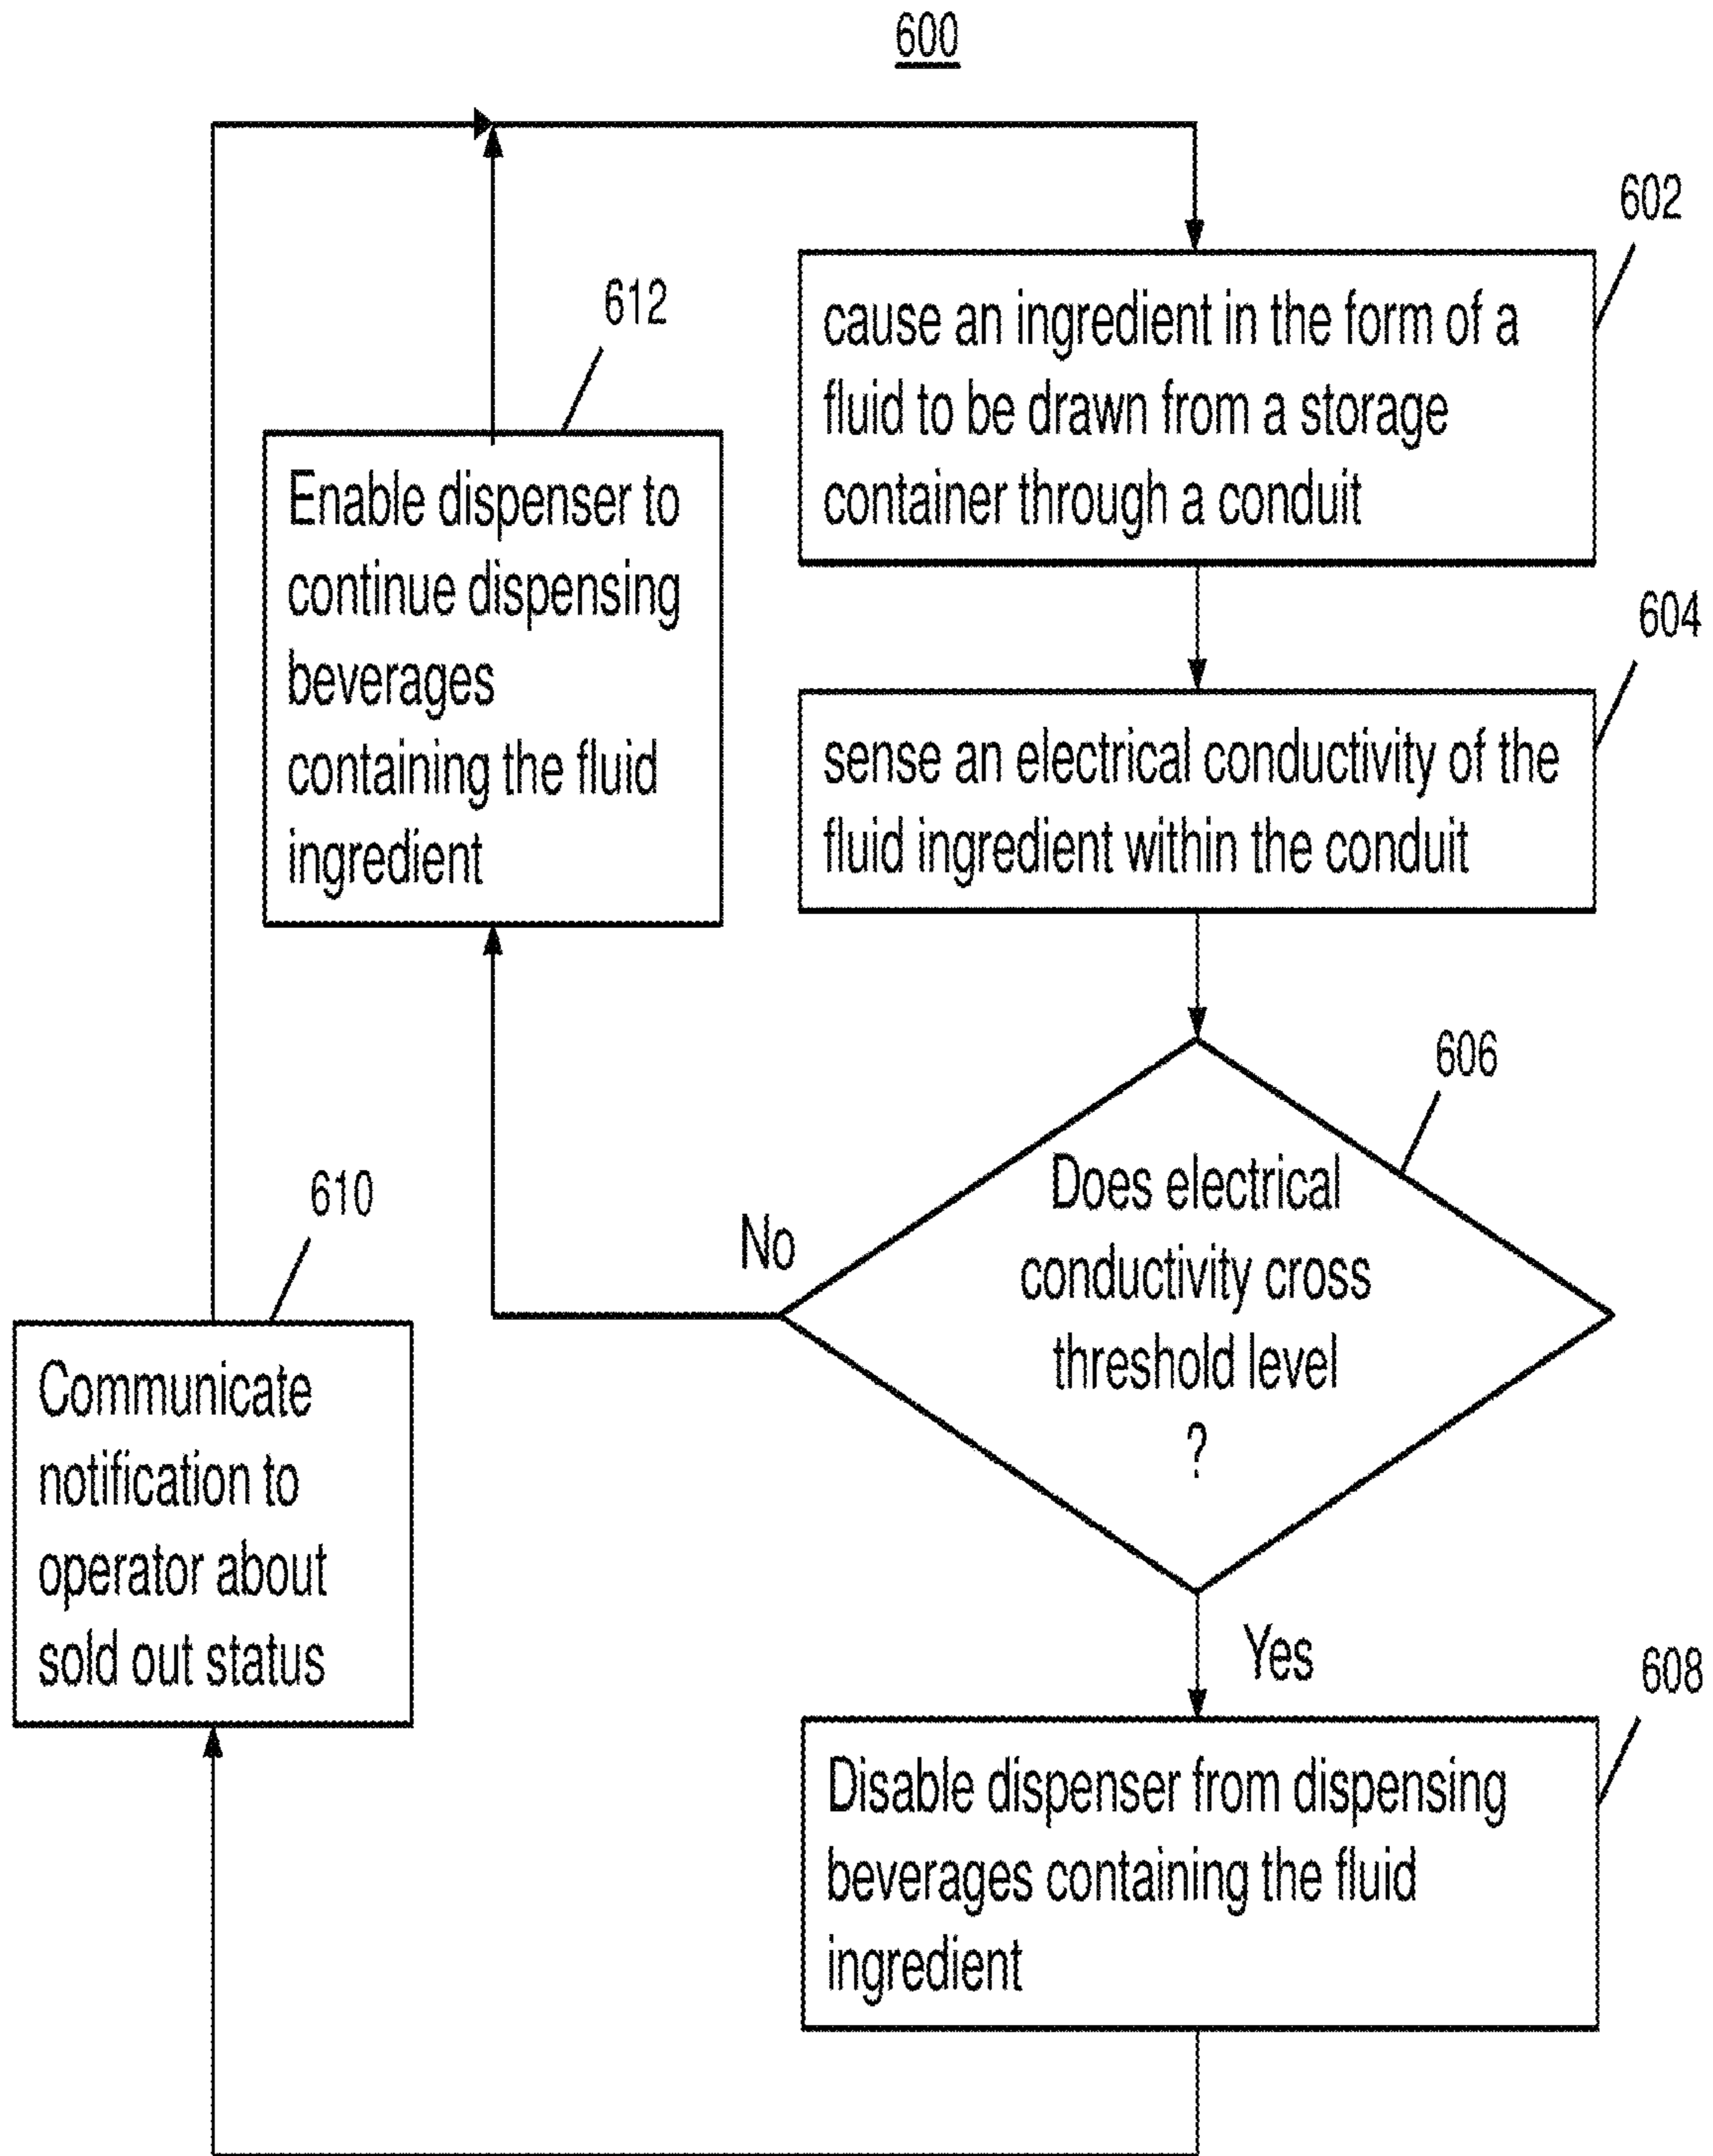 600
602
cause an ingredient in the form of a
fluid to be drawn from a storage
container through a conduit
612
Enable dispenser to
continue dispensing
beverages
containing the fluid
ingredient
604
sense an electrical conductivity of the
fluid ingredient within the conduit
606
Does electrical
conductivity cross
threshold level
?
No
Yes
610
Communicate
notification to
operator about
sold out status
608
Disable dispenser from dispensing
beverages containing the fluid
ingredient